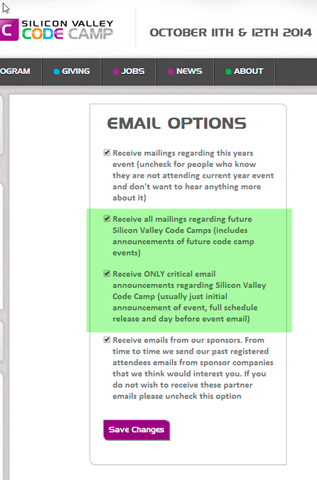 C
SILICON VALLEY
CODE CAMP
OCTOBER 11TH & 12TH 2014
OGRAM
GIVING
JOBS
NEWS
ABOUT
EMAIL OPTIONS
Receive mailings regarding this years
event (uncheck for people who know
they are not attending current year event
and don't want to hear anything more
about it)
Receive all mailings regarding future
Silicon Valley Code Camps (includes
announcements of future code camp
events)
Receive ONLY critical email
announcements regarding Silicon Valley
Code Camp (usually just initial
announcement of event, full schedule
release and day before event email)
Receive emails from our sponsors. From
time to time we send our past registered
attendees emails from sponsor companies
that we think would interest you. If you
do not wish to receive these partner
emails please uncheck this option
Save Changes